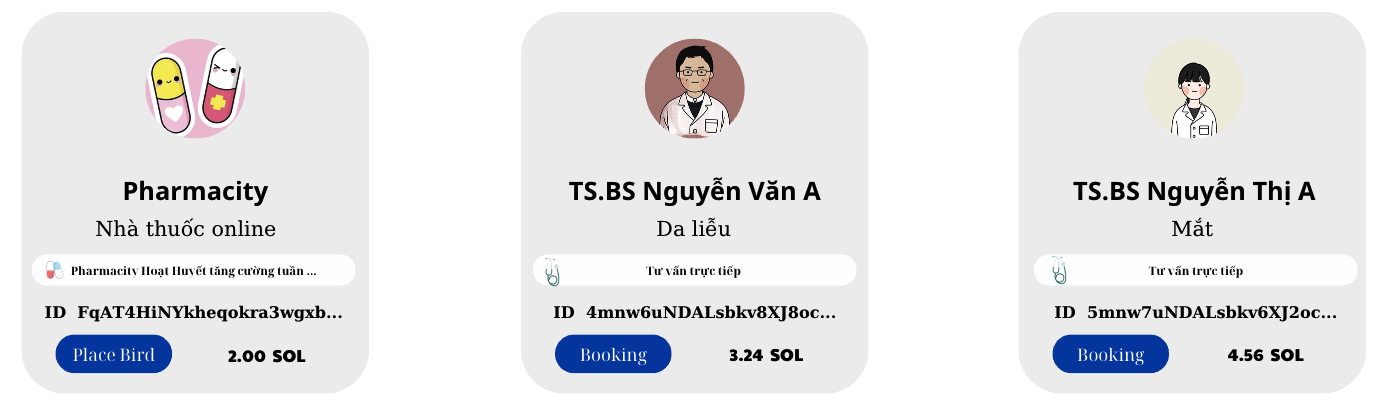 Pharmacity
Nhà thuốc online
Pharmacity Hoạt Huyết tăng cường tuần ...
ID FqAT4HiNYkheqokra3wgxb...
Place Bird
2.00 SOL
TS.BS Nguyễn Văn A
Da liễu
Tư vấn trực tiếp
ID 4mnw6uNDALsbkv8XJ8oc...
Booking
3.24 SOL
TS.BS Nguyễn Thị A
Mắt
Tư vấn trực tiếp
ID 5mnw7uNDALsbkv6XJ2oc...
Booking
4.56 SOL